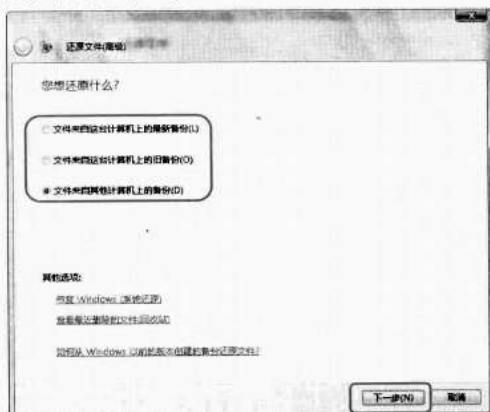 还原文件(高级)
您想还原什么?
文件来自这台计算机上的最新备份(L)
文件来自这台计算机上的旧备份(O)
文件来自其他计算机上的备份(D)
其他选项:
恢复 Windows (系统还原)
查看最近删除的文件(回收站)
如何从 Windows 以前的版本创建的备份还原文件?
下一步(N)
取消